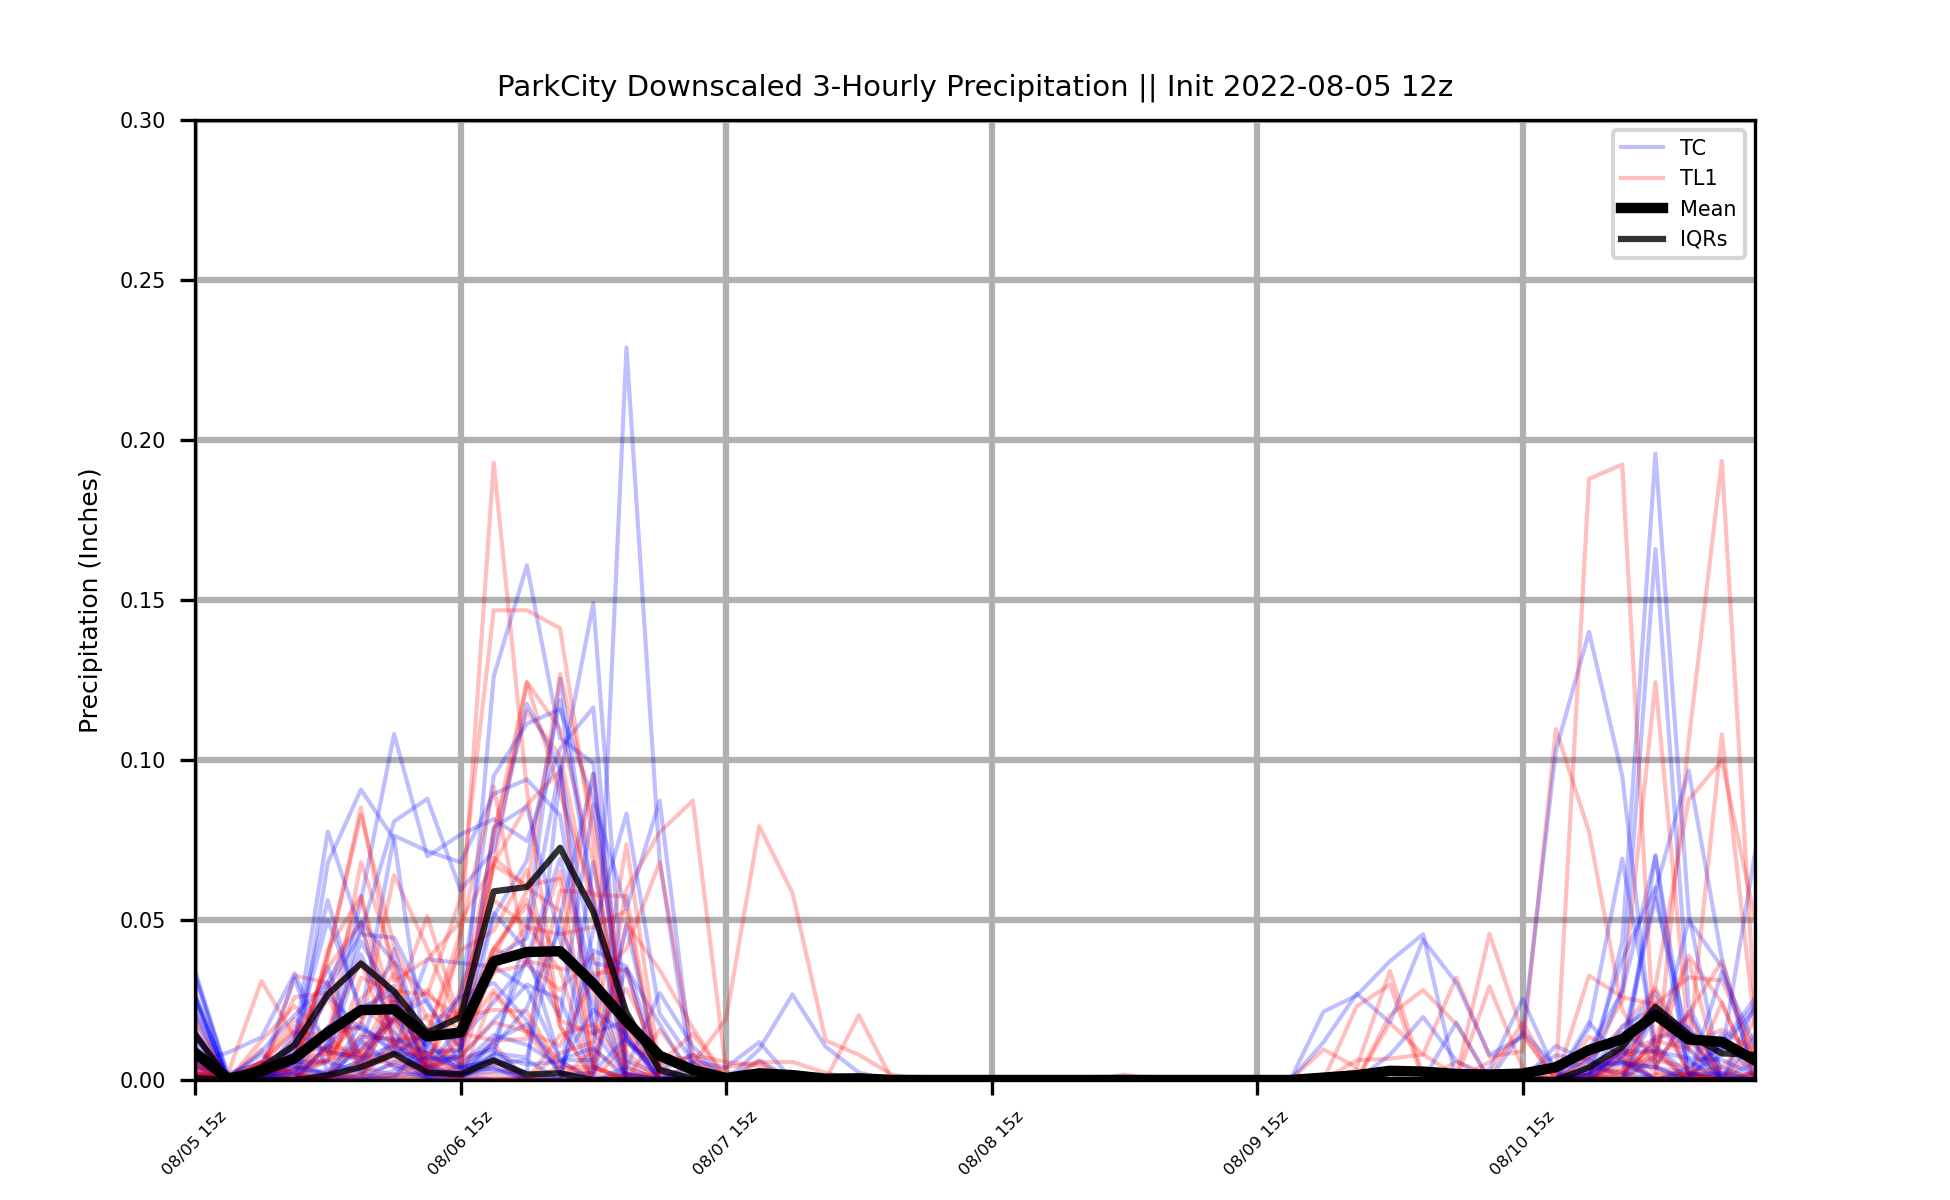 ParkCity Downscaled 3-Hourly Precipitation || Init 2022-08-05 12z
0.30
0.25
0.20
0.15
0.10
0.05
0.00
Precipitation (Inches)
TC
TL1
Mean
IQRs
08/05 15z
08/06 15z
08/07 15z
08/08 15z
08/09 15z
08/10 15z